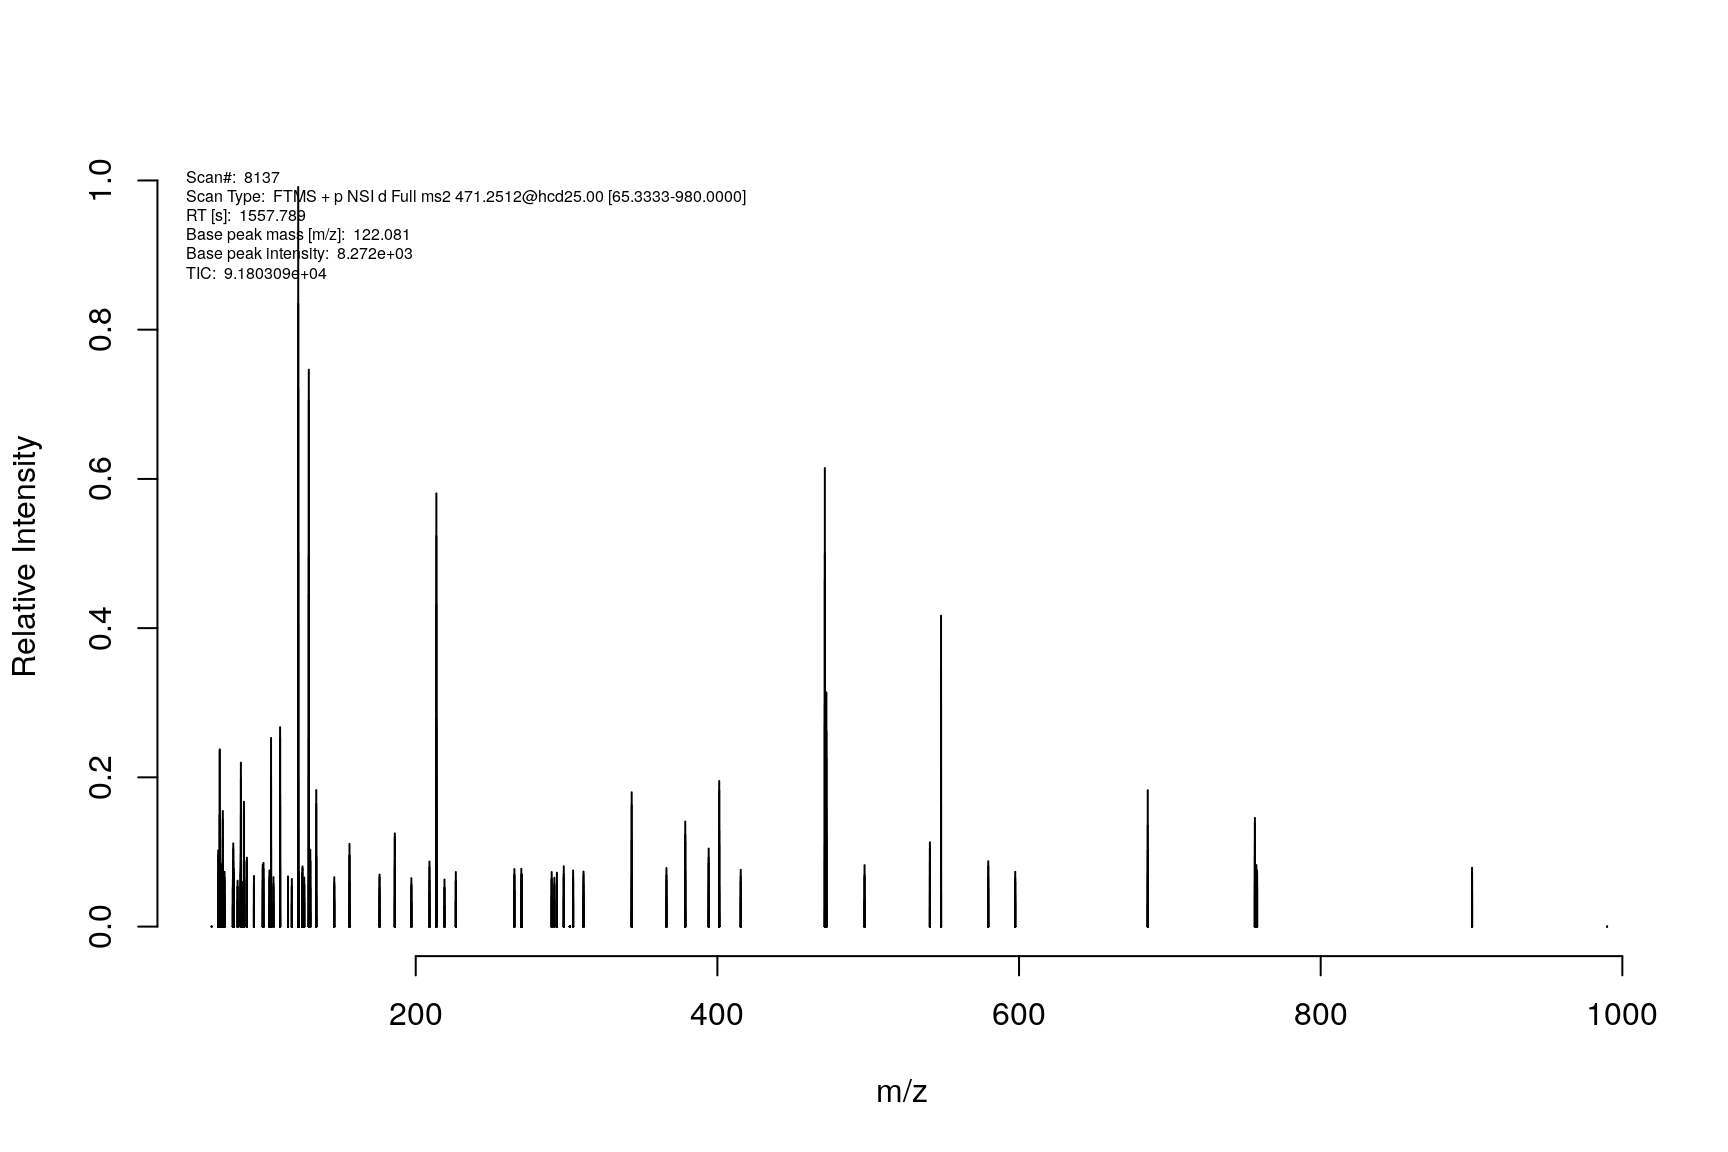 Scan#: 8137
Scan Type: FTMS + p NSI d Full ms2 471.2512@hcd25.00 [65.3333-980.0000]
RT [s]: 1557.789
Base peak mass [m/z]: 122.081
Base peak intensity: 8.272e+03
TIC: 9.180309e+04
1.0
0.8
0.6
0.4
0.2
0.0
Relative Intensity
200 400 600 800 1000
m/z